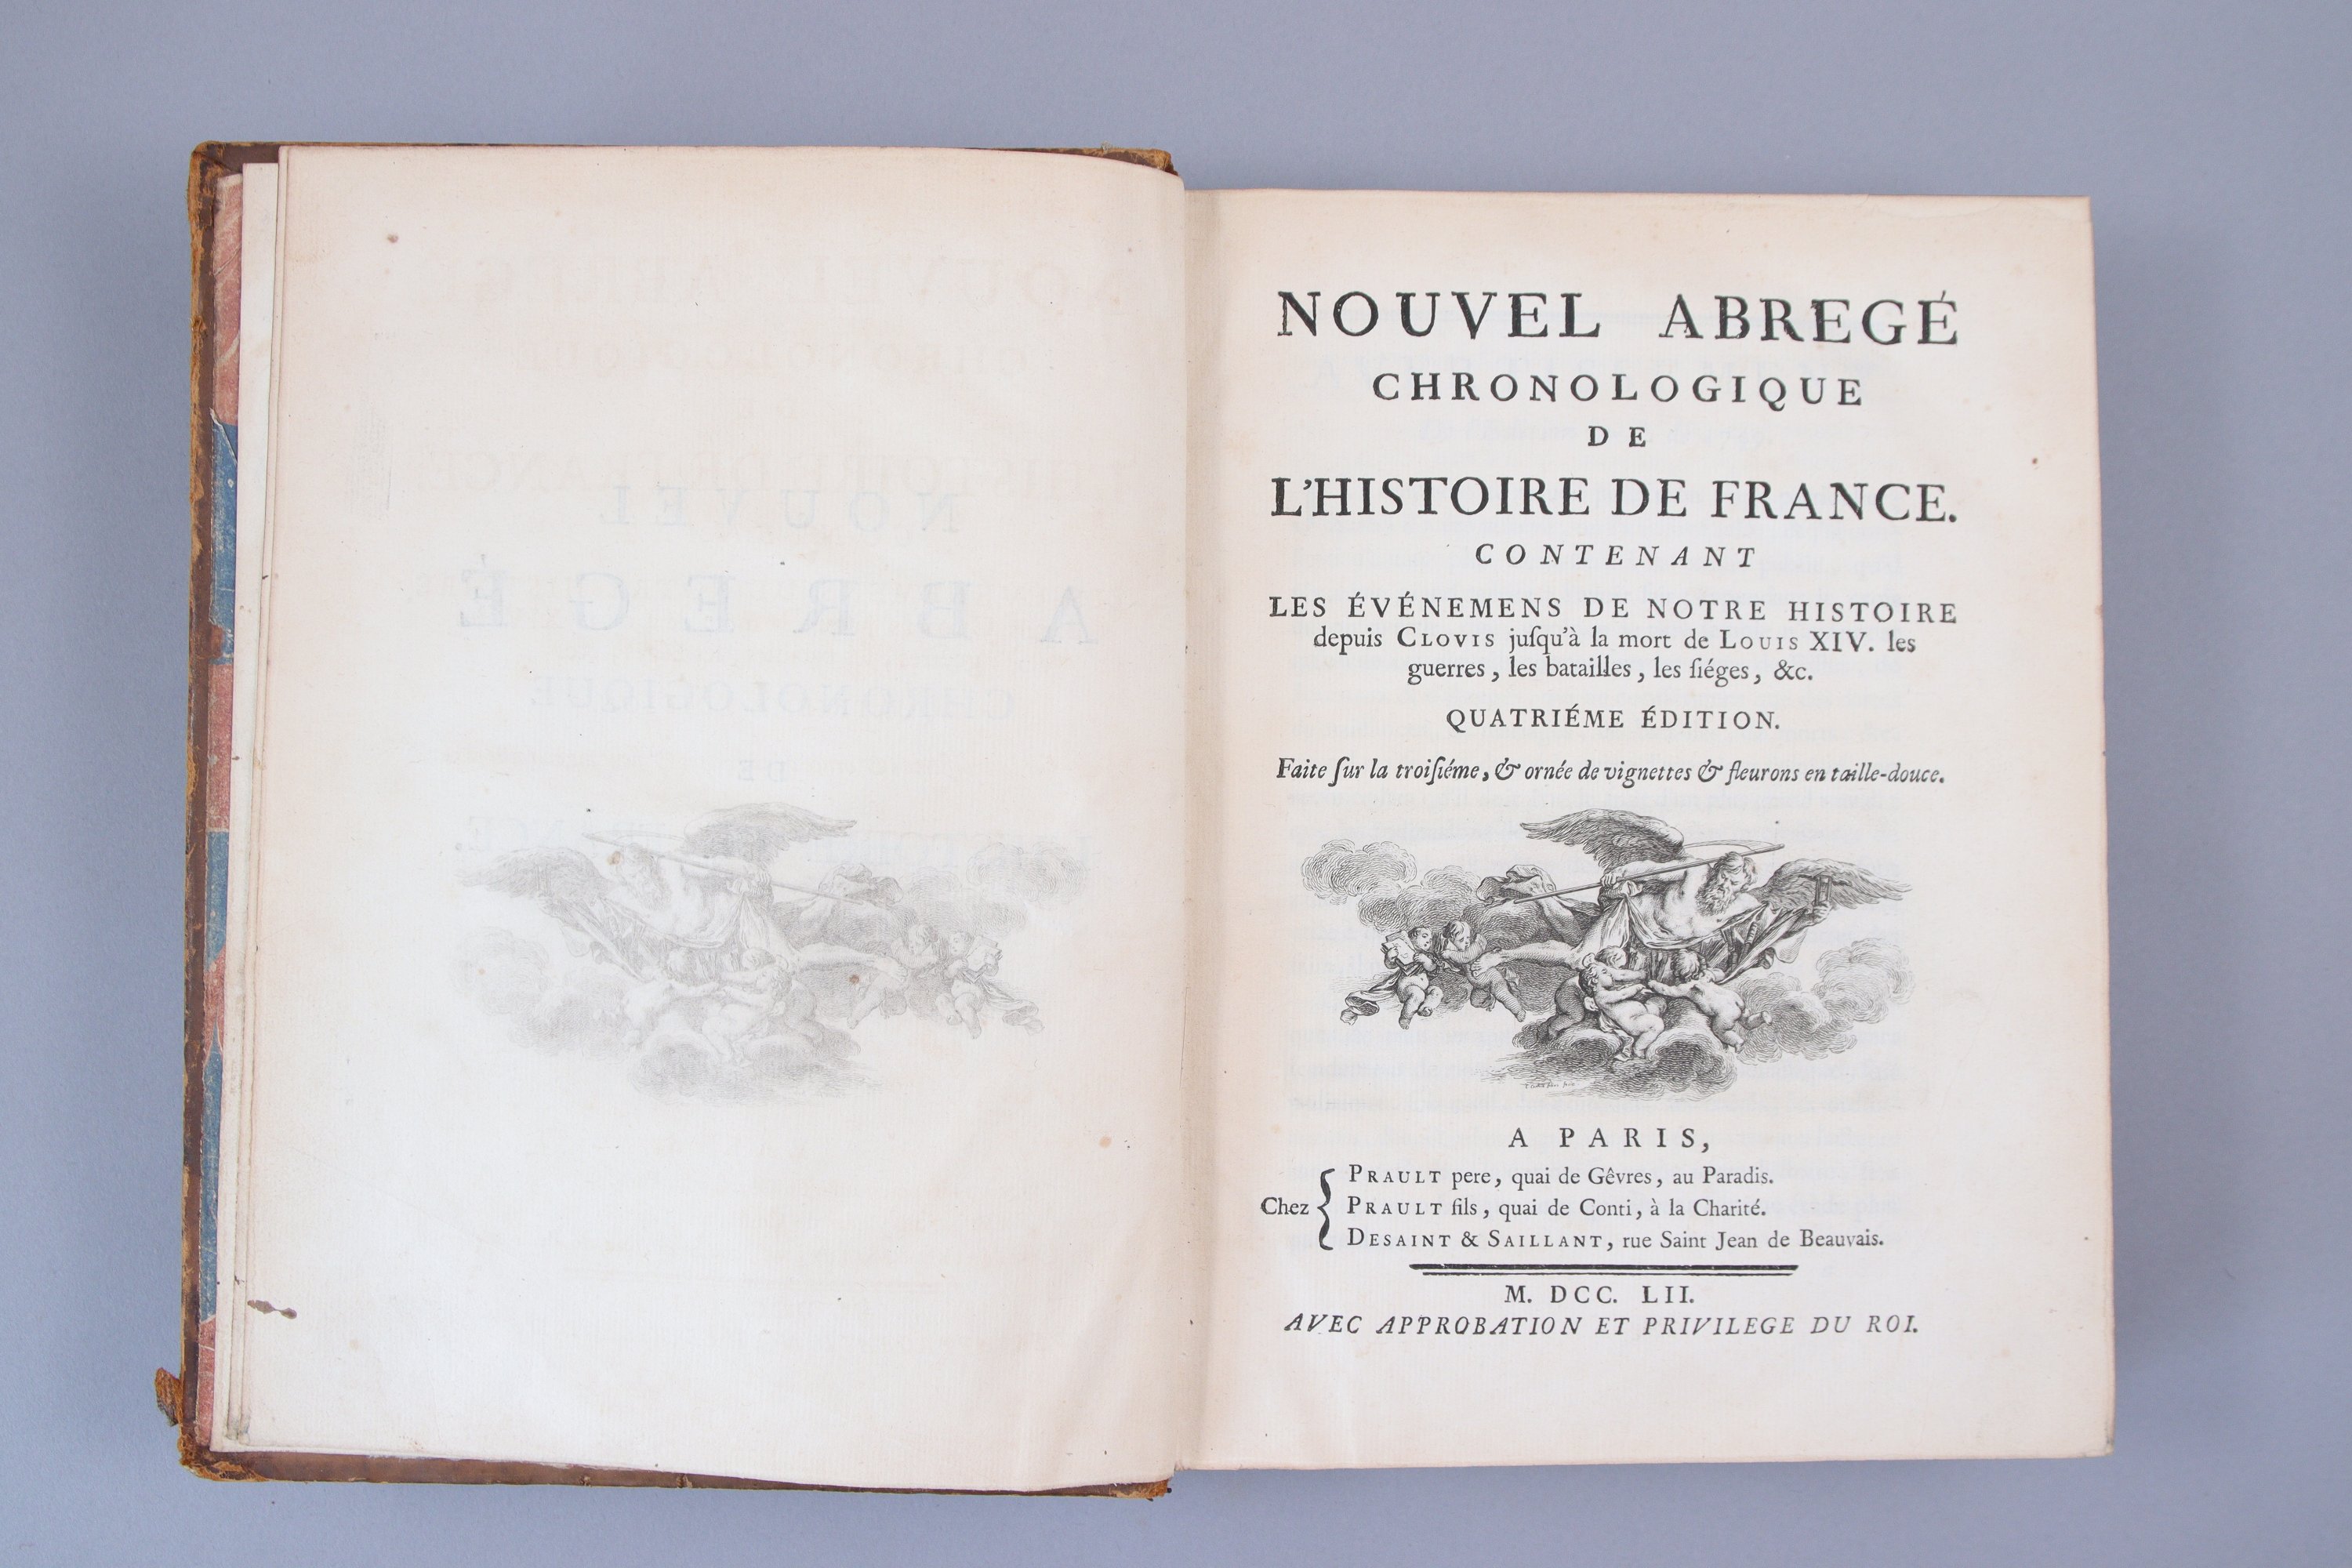 NOUVEL ABREGÉ
CHRONOLOGIQUE
DE
L'HISTOIRE DE FRANCE.
CONTENANT
LES ÉVÉNEMENS DE NOTRE HISTOIRE
depuis CLOVIS juſqu'à la mort de LOUIS XIV. les
guerres, les batailles, les ſiéges, &c.
QUATRIÉME ÉDITION.
Faite ſur la troiſiéme, & ornée de vignettes & fleurons en taille-douce.
A PARIS,
Chez
PRAULT pere, quai de Gêvres, au Paradis.
PRAULT fils, quai de Conti, à la Charité.
DESAINT & SAILLANT, rue Saint Jean de Beauvais.
M. DCC. LII.
AVEC APPROBATION ET PRIVILEGE DU ROI.